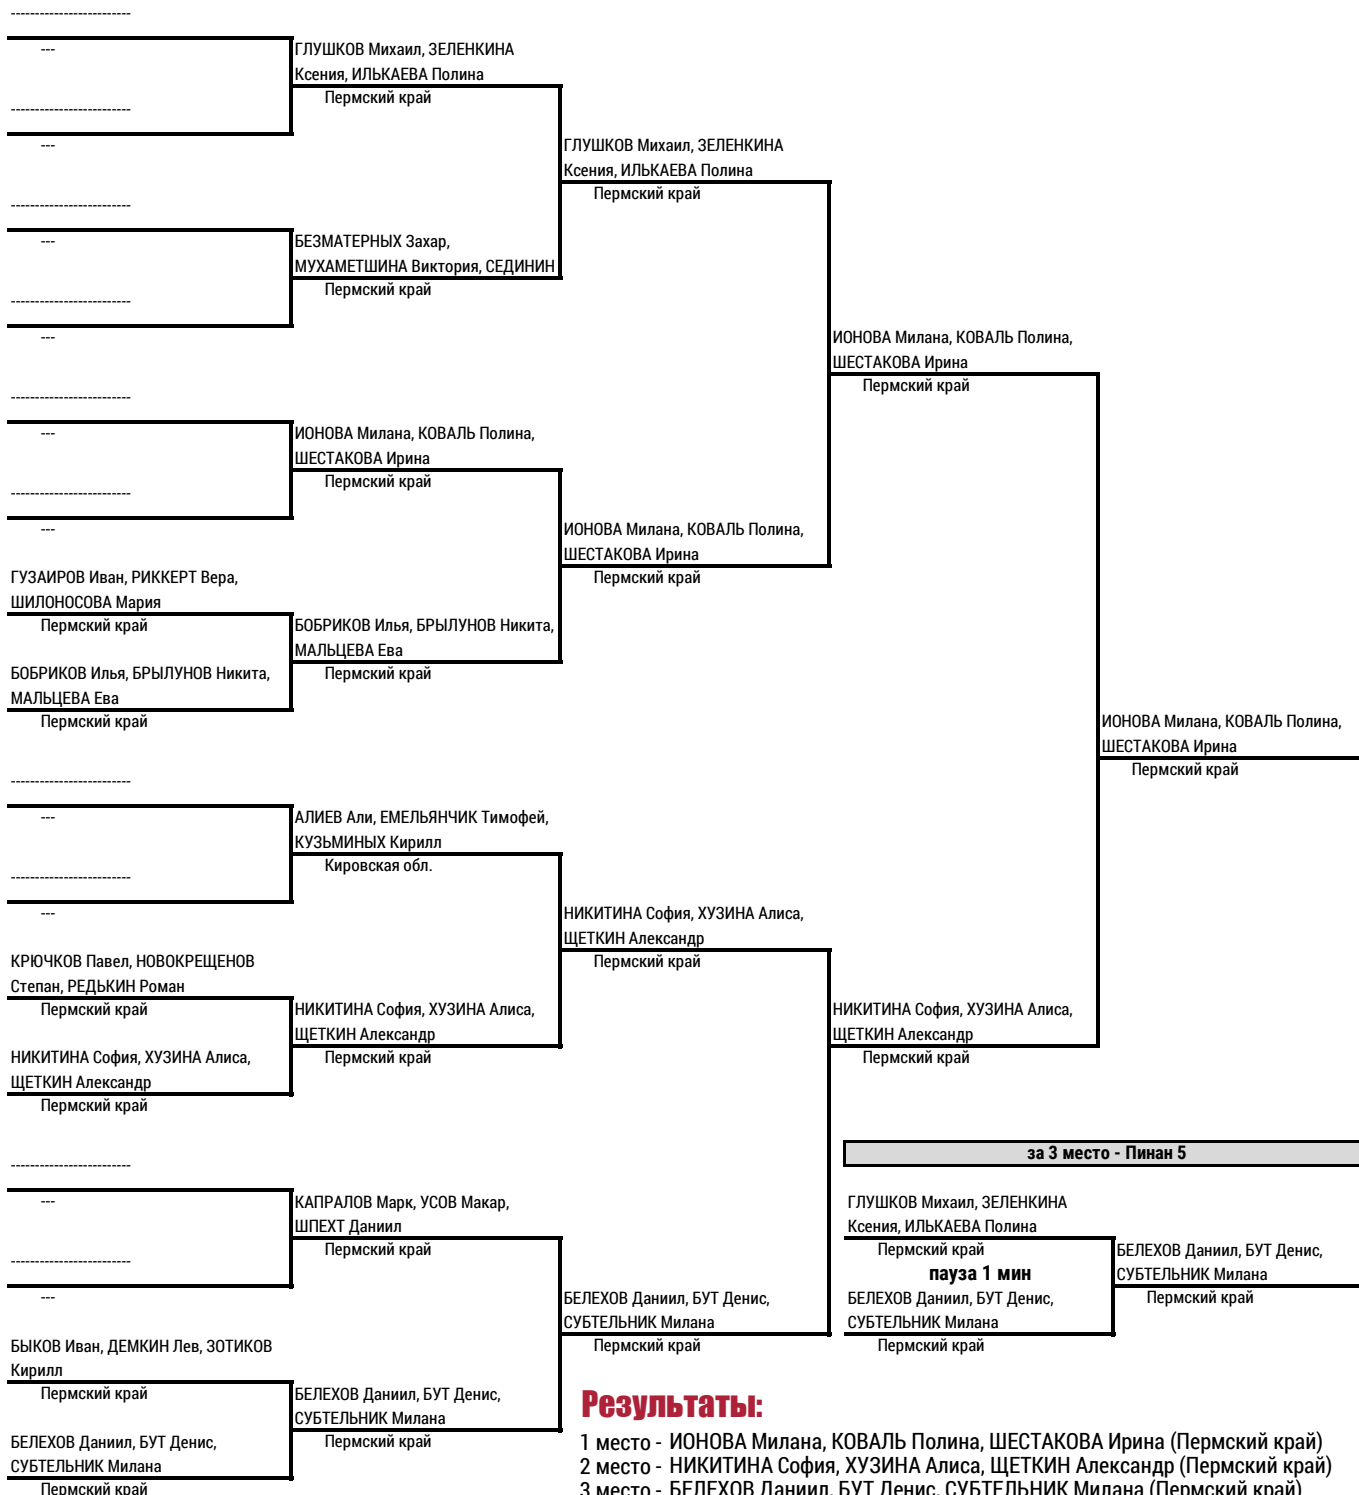 -------------------------
---
ГЛУШКОВ Михаил, ЗЕЛЕНКИНА
Ксения, ИЛЬКАЕВА Полина
Пермский край
-------------------------
---
ГЛУШКОВ Михаил, ЗЕЛЕНКИНА
Ксения, ИЛЬКАЕВА Полина
Пермский край
-------------------------
---
БЕЗМАТЕРНЫХ Захар,
МУХАМЕТШИНА Виктория, СЕДИНИН
Пермский край
-------------------------
---
ИОНОВА Милана, КОВАЛЬ Полина,
ШЕСТАКОВА Ирина
Пермский край
-------------------------
---
ИОНОВА Милана, КОВАЛЬ Полина,
ШЕСТАКОВА Ирина
Пермский край
-------------------------
---
ИОНОВА Милана, КОВАЛЬ Полина,
ШЕСТАКОВА Ирина
Пермский край
ГУЗАИРОВ Иван, РИККЕРТ Вера,
ШИЛОНОСОВА Мария
Пермский край
БОБРИКОВ Илья, БРЫЛУНОВ Никита,
МАЛЬЦЕВА Ева
Пермский край
БОБРИКОВ Илья, БРЫЛУНОВ Никита,
МАЛЬЦЕВА Ева
Пермский край
ИОНОВА Милана, КОВАЛЬ Полина,
ШЕСТАКОВА Ирина
Пермский край
-------------------------
---
АЛИЕВ Али, ЕМЕЛЬЯНЧИК Тимофей,
КУЗЬМИНЫХ Кирилл
Кировская обл.
-------------------------
---
НИКИТИНА София, ХУЗИНА Алиса,
ЩЕТКИН Александр
Пермский край
КРЮЧКОВ Павел, НОВОКРЕЩЕНОВ
Степан, РЕДЬКИН Роман
Пермский край
НИКИТИНА София, ХУЗИНА Алиса,
ЩЕТКИН Александр
Пермский край
НИКИТИНА София, ХУЗИНА Алиса,
ЩЕТКИН Александр
Пермский край
НИКИТИНА София, ХУЗИНА Алиса,
ЩЕТКИН Александр
Пермский край
-------------------------
---
КАПРАЛОВ Марк, УСОВ Макар,
ШПЕХТ Даниил
Пермский край
-------------------------
---
БЕЛЕХОВ Даниил, БУТ Денис,
СУБТЕЛЬНИК Милана
Пермский край
БЫКОВ Иван, ДЕМКИН Лев, ЗОТИКОВ
Кирилл
Пермский край
БЕЛЕХОВ Даниил, БУТ Денис,
СУБТЕЛЬНИК Милана
Пермский край
БЕЛЕХОВ Даниил, БУТ Денис,
СУБТЕЛЬНИК Милана
Пермский край
за 3 место - Пинан 5
ГЛУШКОВ Михаил, ЗЕЛЕНКИНА
Ксения, ИЛЬКАЕВА Полина
Пермский край
пауза 1 мин
БЕЛЕХОВ Даниил, БУТ Денис,
СУБТЕЛЬНИК Милана
Пермский край
БЕЛЕХОВ Даниил, БУТ Денис,
СУБТЕЛЬНИК Милана
Пермский край
Результаты:
1 место - ИОНОВА Милана, КОВАЛЬ Полина, ШЕСТАКОВА Ирина (Пермский край)
2 место - НИКИТИНА София, ХУЗИНА Алиса, ЩЕТКИН Александр (Пермский край)
3 место - БЕЛЕХОВ Даниил, БУТ Денис, СУБТЕЛЬНИК Милана (Пермский край)